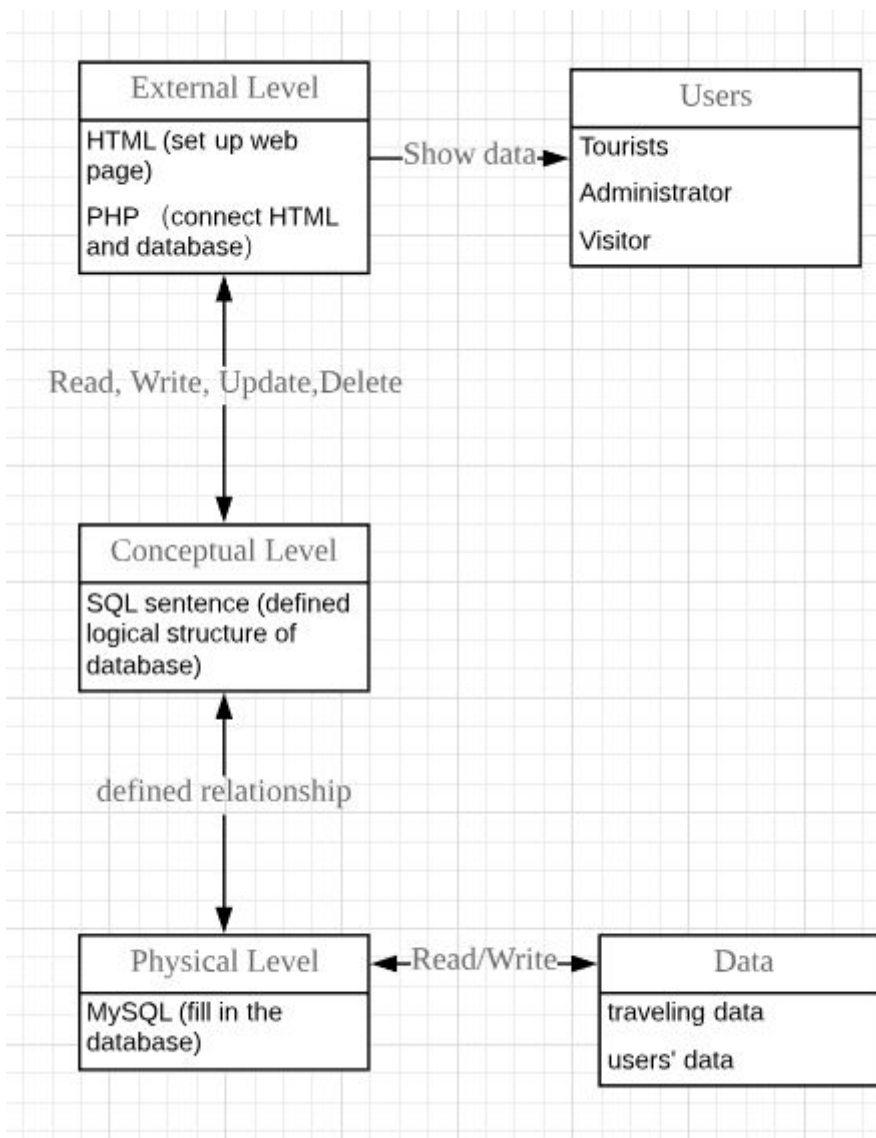 External Level
HTML (set up web
page)
PHP （connect HTML
and database）
Show data
Users
Tourists
Administrator
Visitor
Read, Write, Update,Delete
Conceptual Level
SQL sentence (defined
logical structure of
database)
defined relationship
Physical Level
MySQL (fill in the
database)
Read/Write
Data
traveling data
users' data